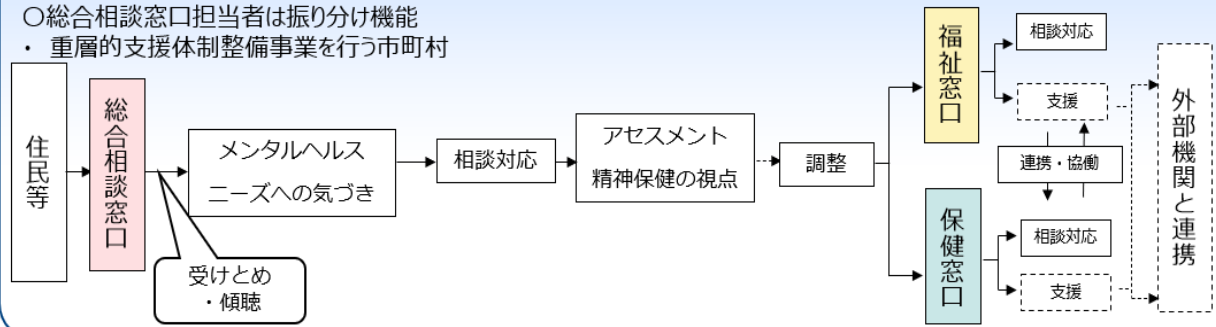 〇総合相談窓口担当者は振り分け機能
・ 重層的支援体制整備事業を行う市町村
住民等
総合相談窓口
受けとめ
・傾聴
メンタルヘルス
ニーズへの気づき
相談対応
アセスメント
精神保健の視点
調整
福祉窓口
相談対応
支援
連携・協働
保健窓口
相談対応
支援
外部機関と連携